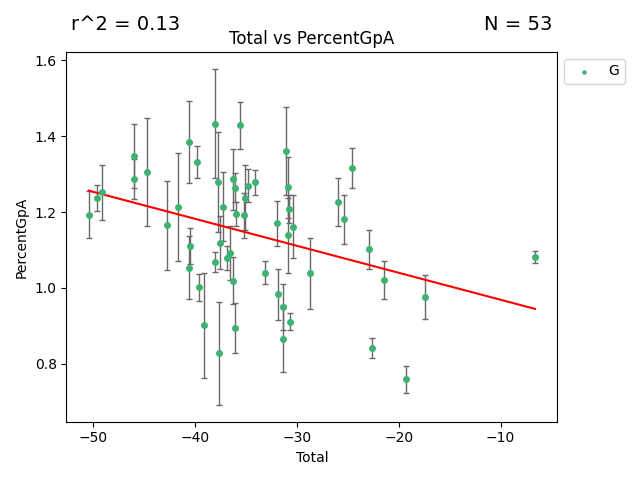 r^2 = 0.13
N = 53
Total vs PercentGpA
G
1.6
1.4
1.2
1.0
0.8
PercentGpA
−50
−40
−30
−20
−10
Total